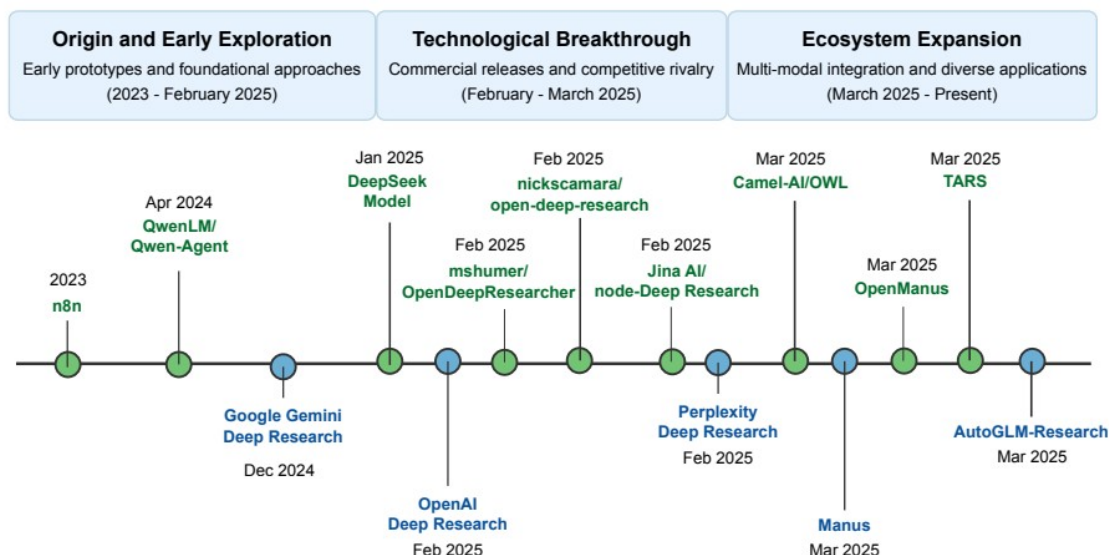 Origin and Early Exploration
Early prototypes and foundational approaches
(2023 - February 2025)
Technological Breakthrough
Commercial releases and competitive rivalry
(February - March 2025)
Ecosystem Expansion
Multi-modal integration and diverse applications
(March 2025 - Present)
2023
n8n
Apr 2024
QwenLM/
Qwen-Agent
Google Gemini
Deep Research
Dec 2024
Jan 2025
DeepSeek
Model
OpenAI
Deep Research
Feb 2025
Feb 2025
mshumer/
OpenDeepResearcher
Feb 2025
nickscamara/
open-deep-research
Feb 2025
Jina AI/
node-Deep Research
Perplexity
Deep Research
Feb 2025
Mar 2025
Camel-AI/OWL
Manus
Mar 2025
Mar 2025
OpenManus
Mar 2025
TARS
AutoGLM-Research
Mar 2025